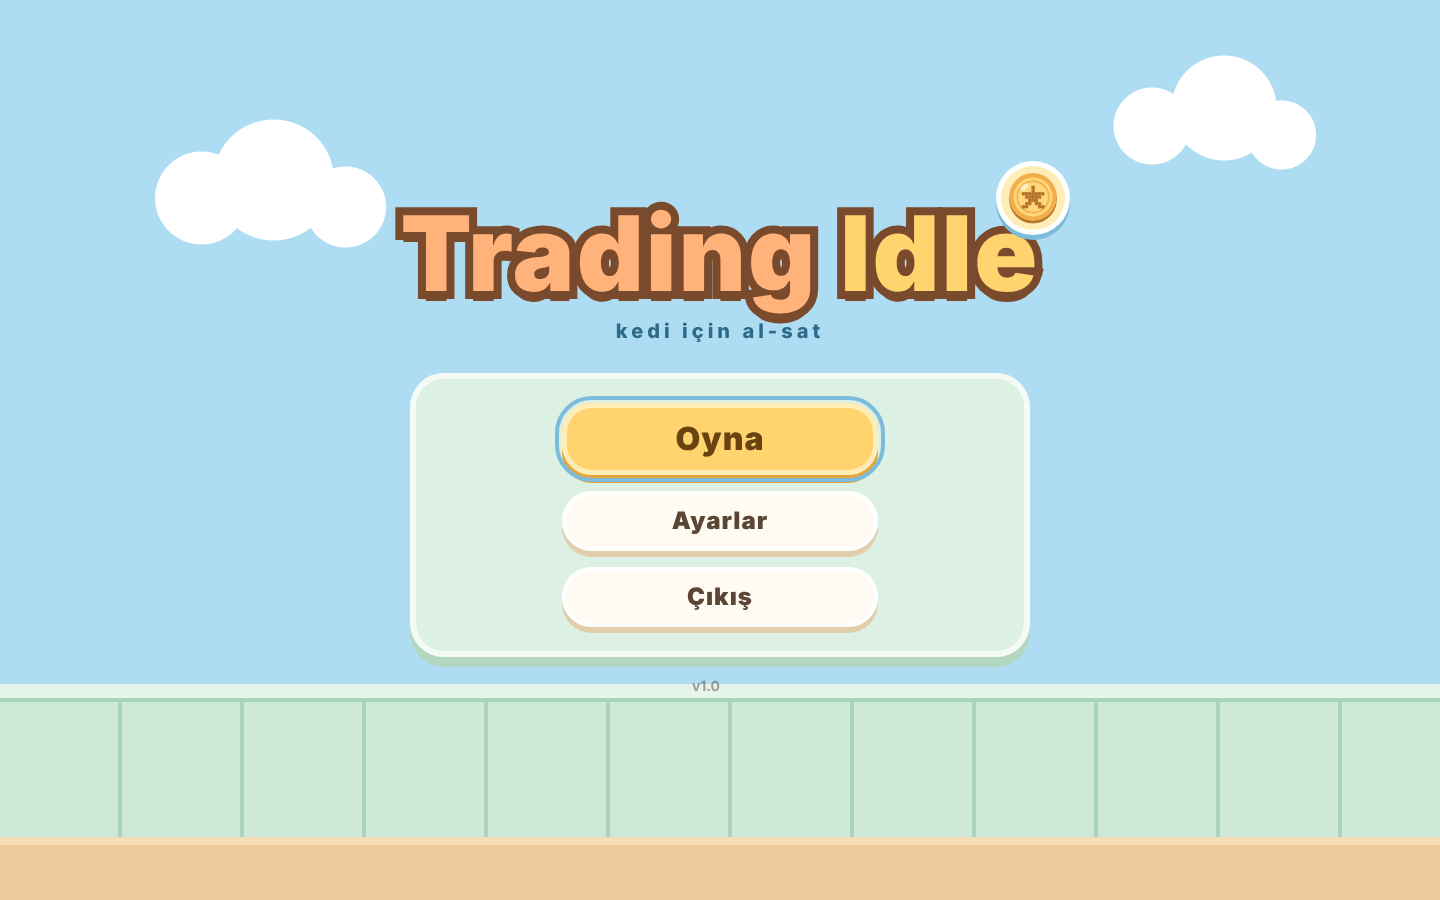 Trading Idle
kedi için al-sat
Oyna
Ayarlar
Çıkış
v1.0